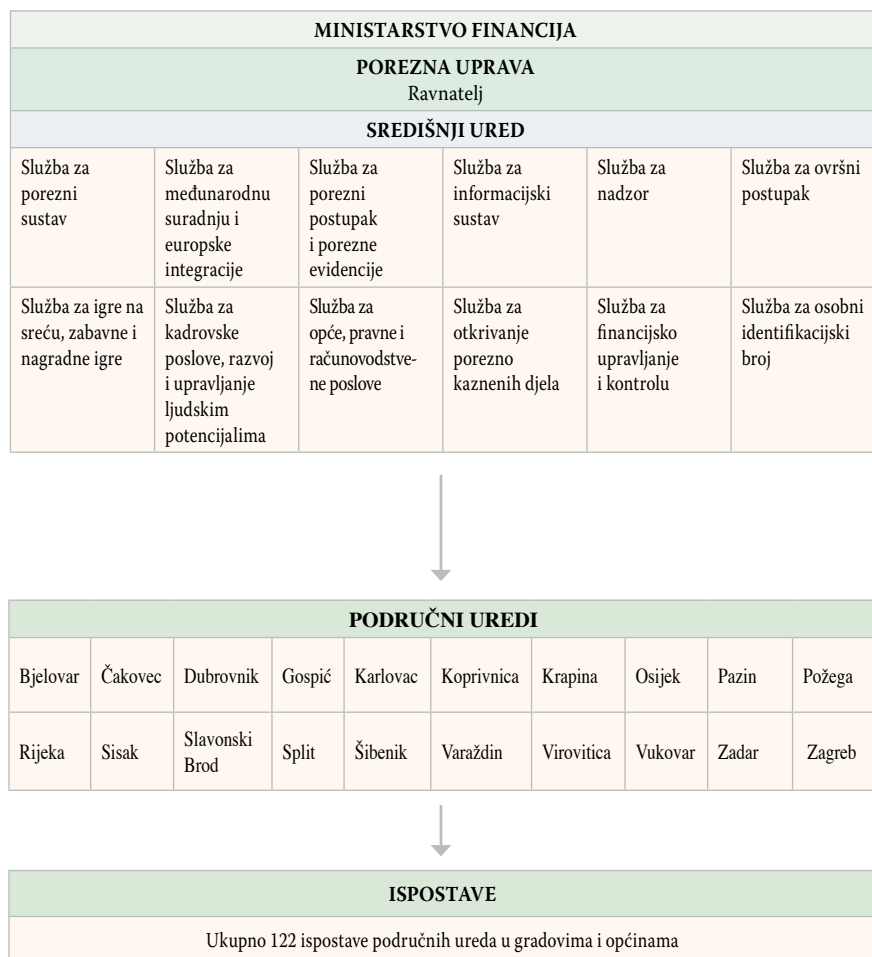 MINISTARSTVO FINANCIJA
POREZNA UPRAVA
Ravnatelj
SREDIŠNJI URED
Služba za
porezni
sustav
Služba za
međunarodnu
suradnju i
europske
integracije
Služba za
porezni
postupak
i porezne
evidencije
Služba za
informacijski
sustav
Služba za
nadzor
Služba za ovršni
postupak
Služba za igre na
sreću, zabavne i
nagradne igre
Služba za
kadrovske
poslove, razvoj
i upravljanje
ljudskim
potencijalima
Služba za
opće, pravne i
računovodstve-
ne poslove
Služba za
otkrivanje
porezno
kaznenih djela
Služba za
financijsko
upravljanje
i kontrolu
Služba za osobni
identifikacijski
broj
PODRUČNI UREDI
Bjelovar
Čakovec
Dubrovnik
Gospić
Karlovac
Koprivnica
Krapina
Osijek
Pazin
Požega
Rijeka
Sisak
Slavonski
Brod
Split
Šibenik
Varaždin
Virovitica
Vukovar
Zadar
Zagreb
ISPOSTAVE
Ukupno 122 ispostave područnih ureda u gradovima i općinama